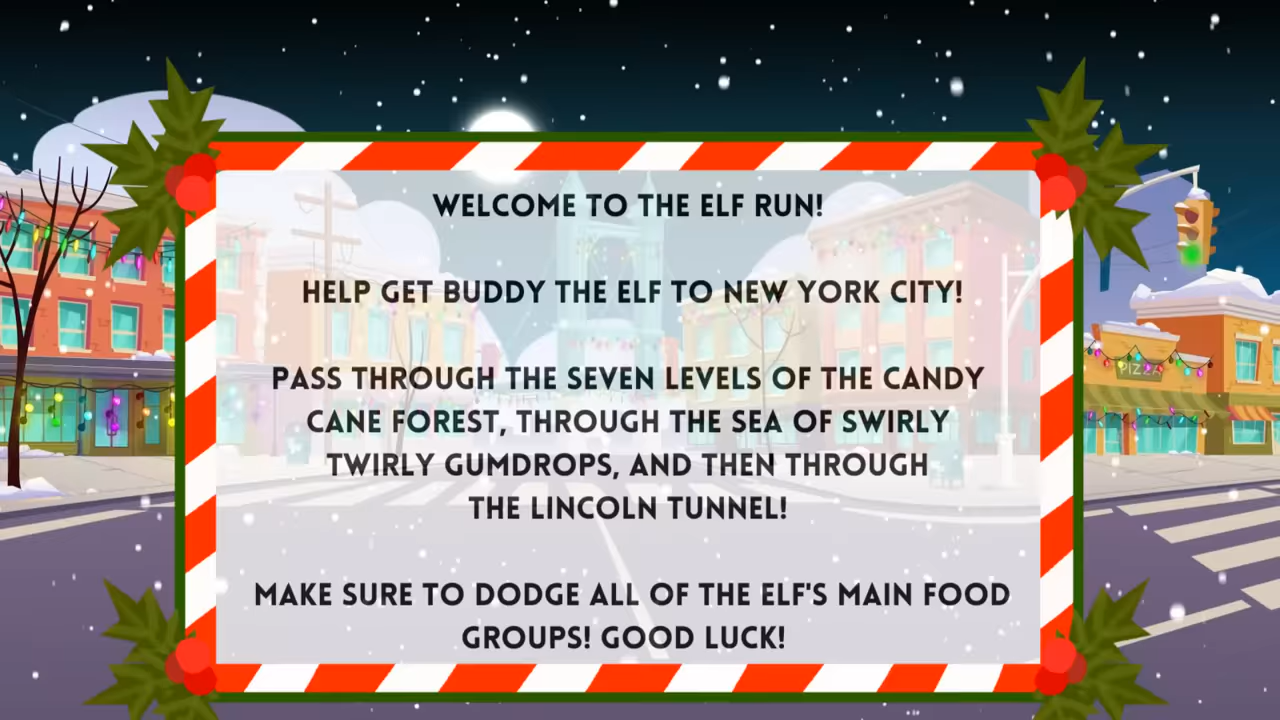 WELCOME TO THE ELF RUN!
HELP GET BUDDY THE ELF TO NEW YORK CITY!
PASS THROUGH THE SEVEN LEVELS OF THE CANDY
CANE FOREST, THROUGH THE SEA OF SWIRLY
TWIRLY GUMDROPS, AND THEN THROUGH
THE LINCOLN TUNNEL!
MAKE SURE TO DODGE ALL OF THE ELF'S MAIN FOOD
GROUPS! GOOD LUCK!
PIZZA